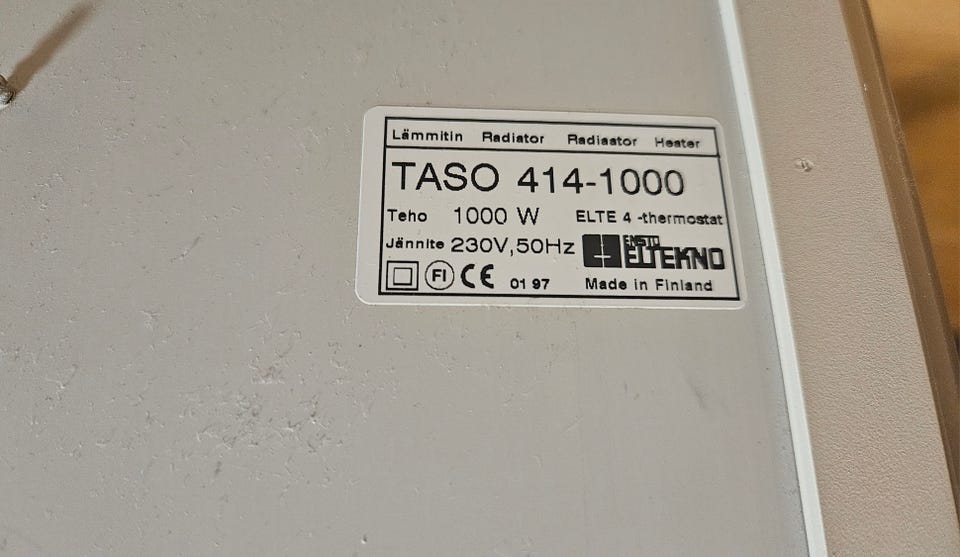 Lämmitin Radiator Radiaator Heater
TASO 414-1000
Teho 1000 W ELTE 4 -thermostat
Jännite 230V,50Hz ENSTO
ELTEKNO
FI CE 01 97 Made in Finland